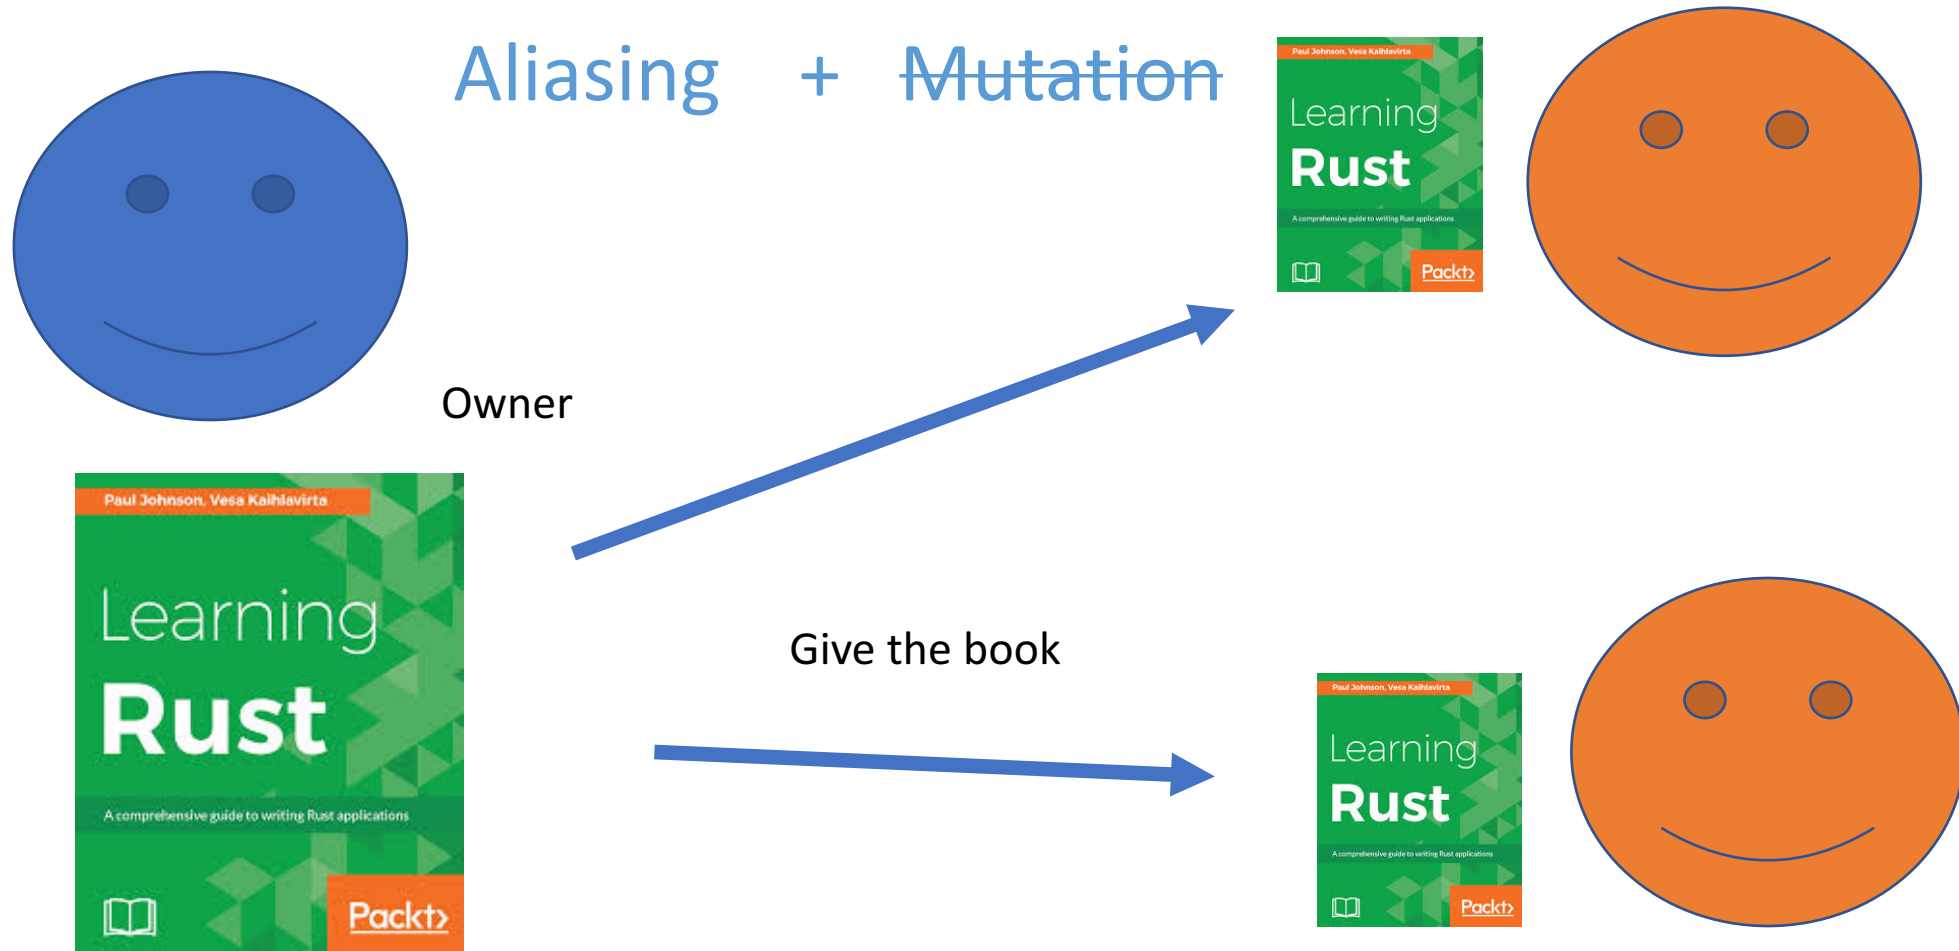 Aliasing + Mutation
Owner
Paul Johnson, Vesa Kaihlavirta
Learning
Rust
A comprehensive guide to writing Rust applications
Packt>
Give the book
Paul Johnson, Vesa Kaihlavirta
Learning
Rust
A comprehensive guide to writing Rust applications
Packt>
Paul Johnson, Vesa Kaihlavirta
Learning
Rust
A comprehensive guide to writing Rust applications
Packt>